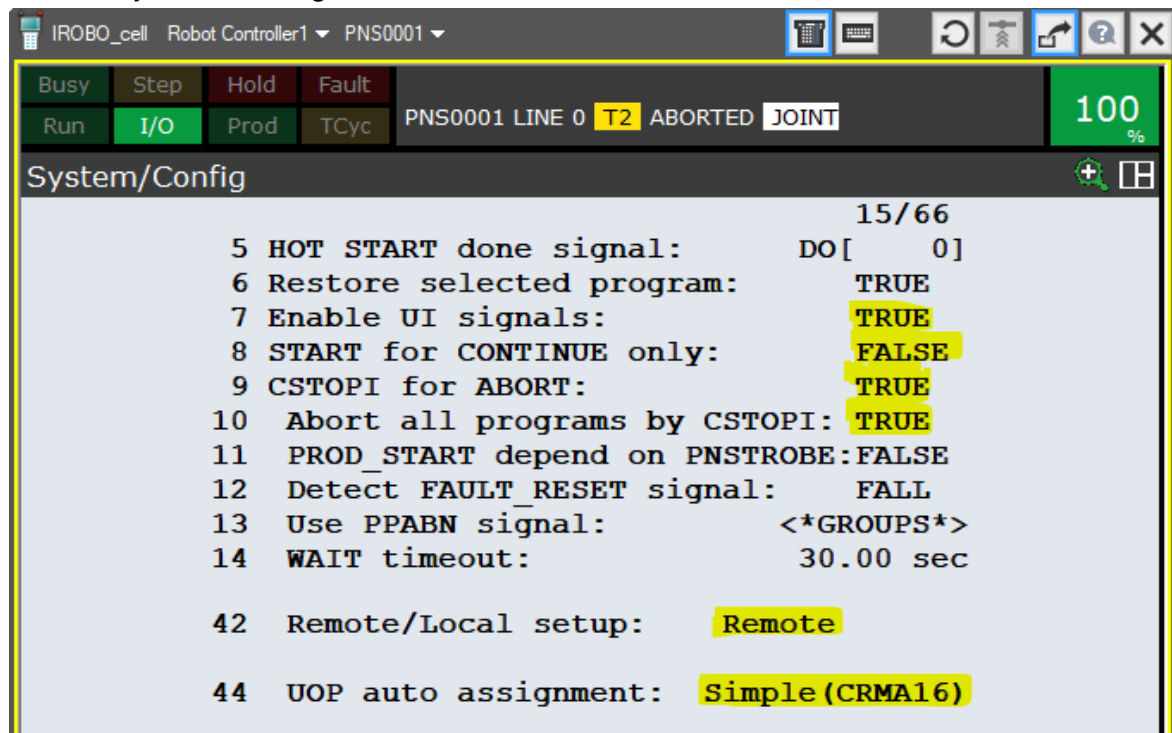 IROBO_cell Robot Controller1 PNS0001
Busy Step Hold Fault
Run I/O Prod TCyc
PNS0001 LINE 0 T2 ABORTED JOINT
100
%
System/Config
15/66
5 HOT START done signal: DO[ 0]
6 Restore selected program: TRUE
7 Enable UI signals: TRUE
8 START for CONTINUE only: FALSE
9 CSTOPI for ABORT: TRUE
10 Abort all programs by CSTOPI: TRUE
11 PROD_START depend on PNSTROBE:FALSE
12 Detect FAULT_RESET signal: FALL
13 Use PPABN signal: <*GROUPS*>
14 WAIT timeout: 30.00 sec
42 Remote/Local setup: Remote
44 UOP auto assignment: Simple(CRMA16)